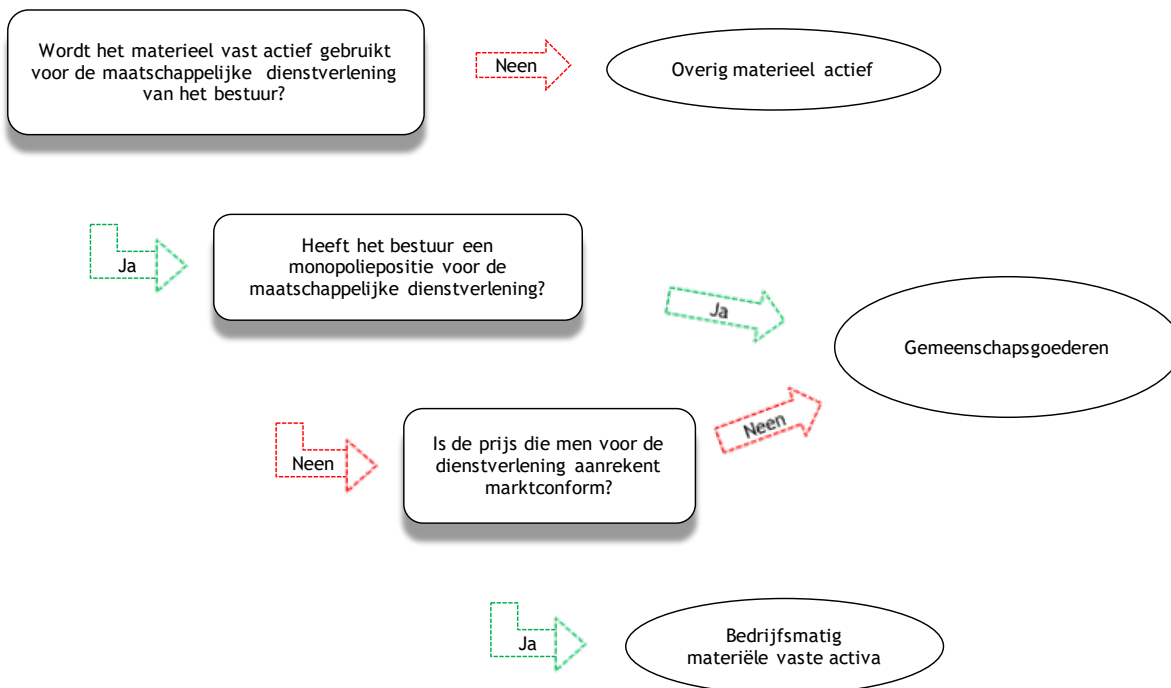 Wordt het materieel vast actief gebruikt
voor de maatschappelijke dienstverlening
van het bestuur?
Neen
Overig materieel actief
Ja
Heeft het bestuur een
monopoliepositie voor de
maatschappelijke dienstverlening?
Ja
Gemeenschapsgoederen
Neen
Is de prijs die men voor de
dienstverlening aanrekent
marktconform?
Neen
Ja
Bedrijfsmatig
materiële vaste activa